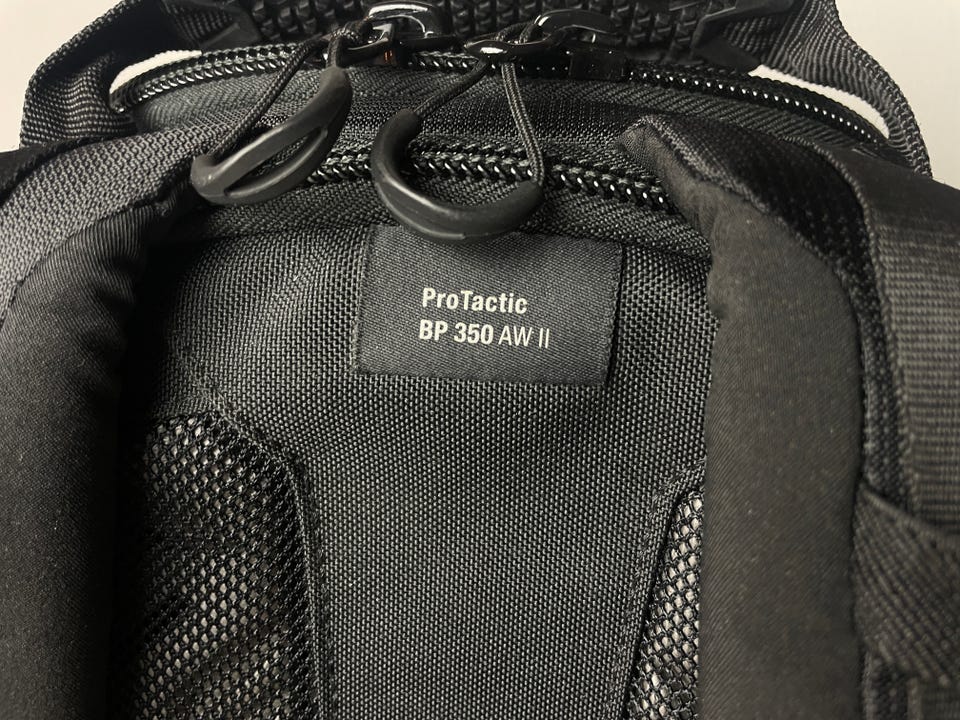 ProTactic
BP 350 AW II